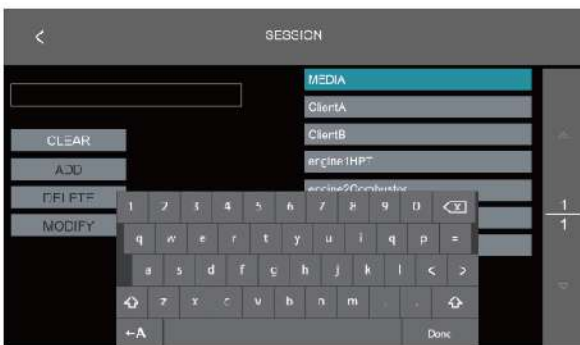 SESSION
MEDIA
ClientA
ClientB
CLEAR
engine1HPT
ADD
engine2Combustor
DELETE
MODIFY
1 2 3 4 5 6 7 8 9 0
q w e r t y u i q p =
a s d f g h j k l < >
z x c v b n m . .
←A Done
1
1